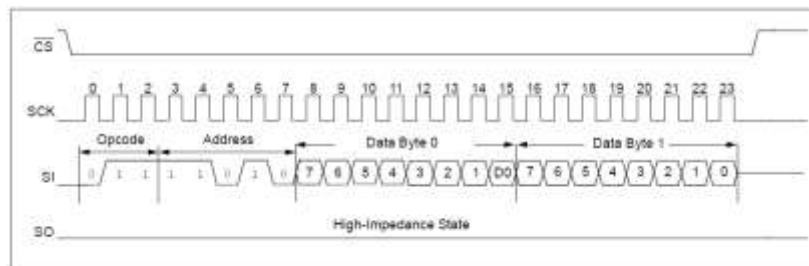 CS
0 1 2 3 4 5 6 7 8 9 10 11 12 13 14 15 16 17 18 19 20 21 22 23
SCK
Opcode Address Data Byte 0 Data Byte 1
SI 0 1 1 1 1 0 1 0 7 6 5 4 3 2 1 D0 7 6 5 4 3 2 1 0
High-Impedance State
SO